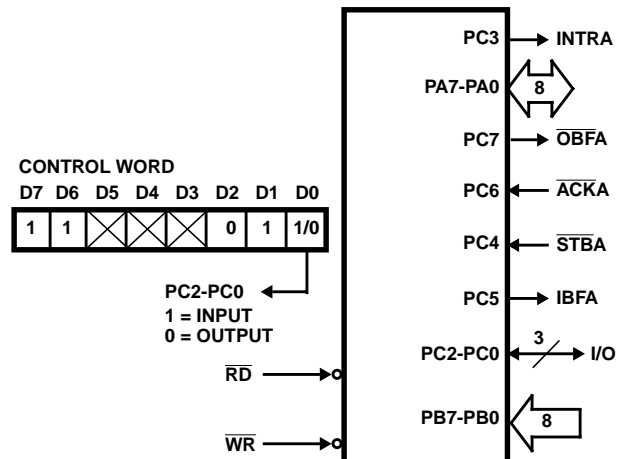 PC3 INTRA
PA7-PA0 8
PC7 OBFA
CONTROL WORD
D7 D6 D5 D4 D3 D2 D1 D0
PC6 ACKA
1 1 0 1 1/0
PC4 STBA
PC2-PC0
1 = INPUT
0 = OUTPUT
PC5 IBFA
PC2-PC0 3 I/O
RD
PB7-PB0 8
WR